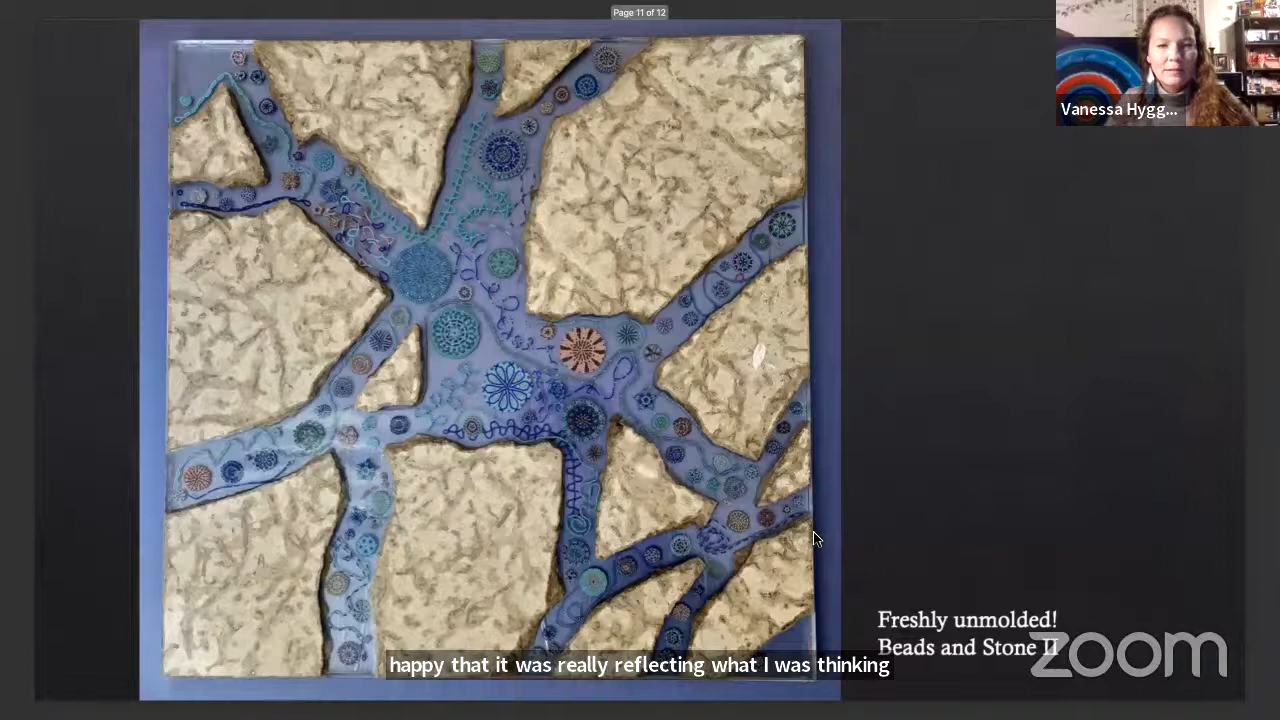 Page 11 of 12
Vanessa Hygg...
Freshly unmolded!
Beads and Stone II
zoom
happy that it was really reflecting what I was thinking